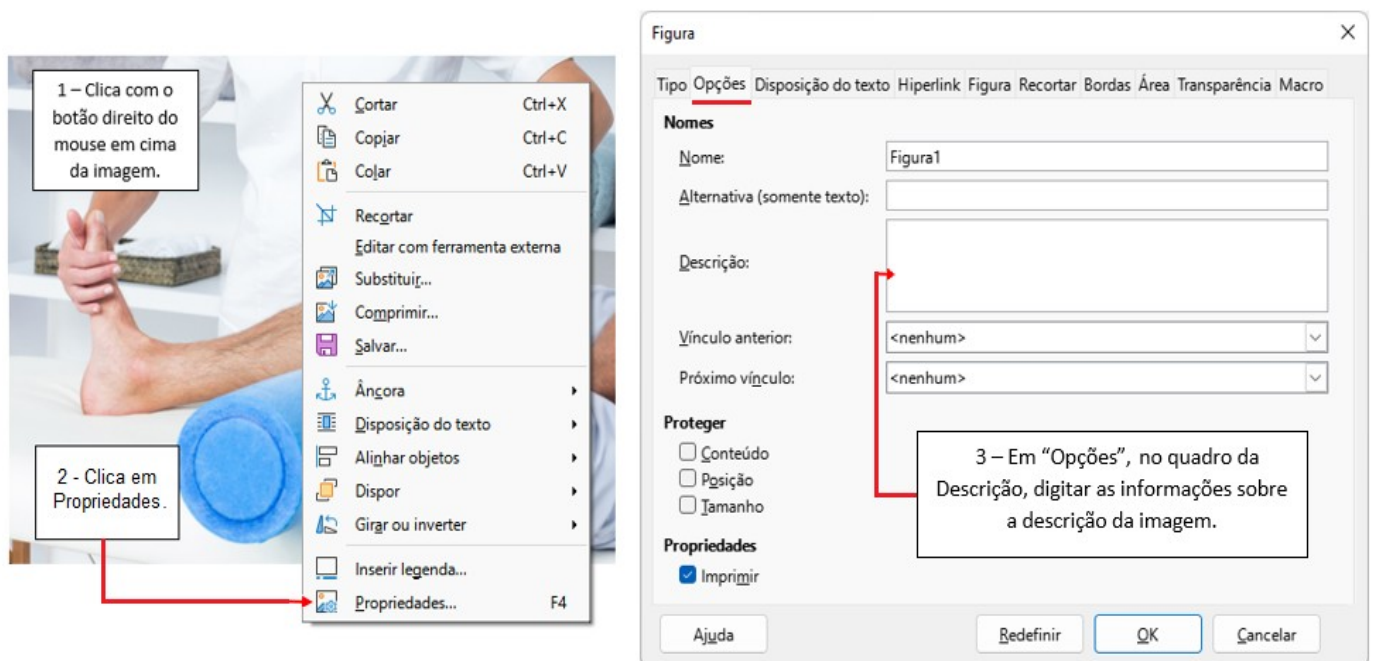 1 – Clica com o
botão direito do
mouse em cima
da imagem.
Cortar Ctrl+X
Copiar Ctrl+C
Colar Ctrl+V
Recortar
Editar com ferramenta externa
Substituir...
Comprimir...
Salvar...
Âncora
Disposição do texto
Alinhar objetos
Dispor
Girar ou inverter
Inserir legenda...
Propriedades... F4
2 - Clica em
Propriedades.
Figura
Tipo Opções Disposição do texto Hiperlink Figura Recortar Bordas Área Transparência Macro
Nomes
Nome: Figura1
Alternativa (somente texto):
Descrição:
Vínculo anterior: <nenhum>
Próximo vínculo: <nenhum>
Proteger
Conteúdo
Posição
Tamanho
3 – Em “Opções”, no quadro da
Descrição, digitar as informações sobre
a descrição da imagem.
Propriedades
Imprimir
Ajuda Redefinir OK Cancelar